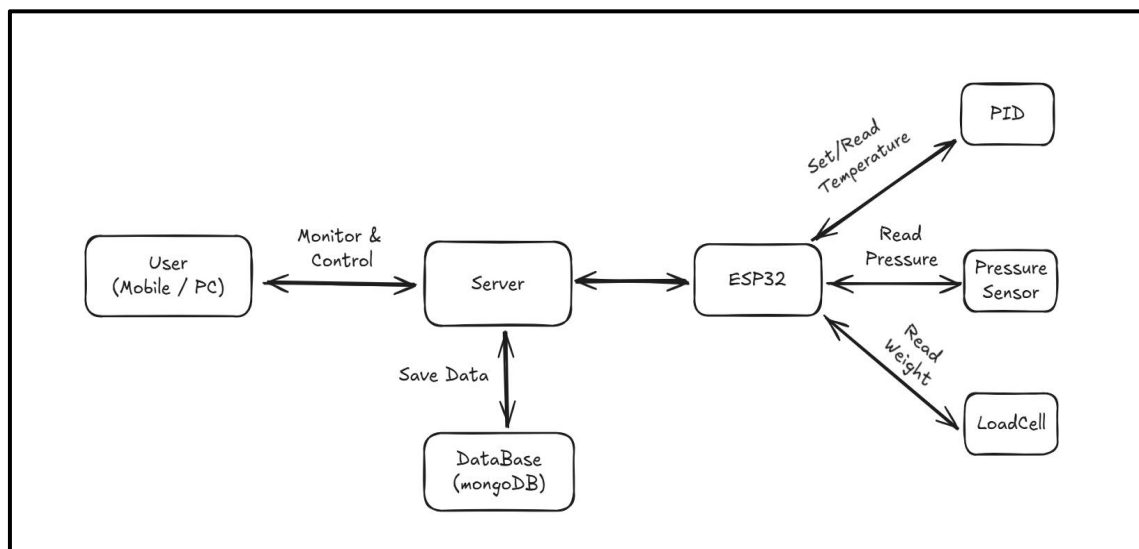 PID
Set/Read
Temperature
User
(Mobile / PC)
Monitor &
Control
Server
ESP32
Read
Pressure
Pressure
Sensor
Read
Weight
Save Data
LoadCell
DataBase
(mongoDB)